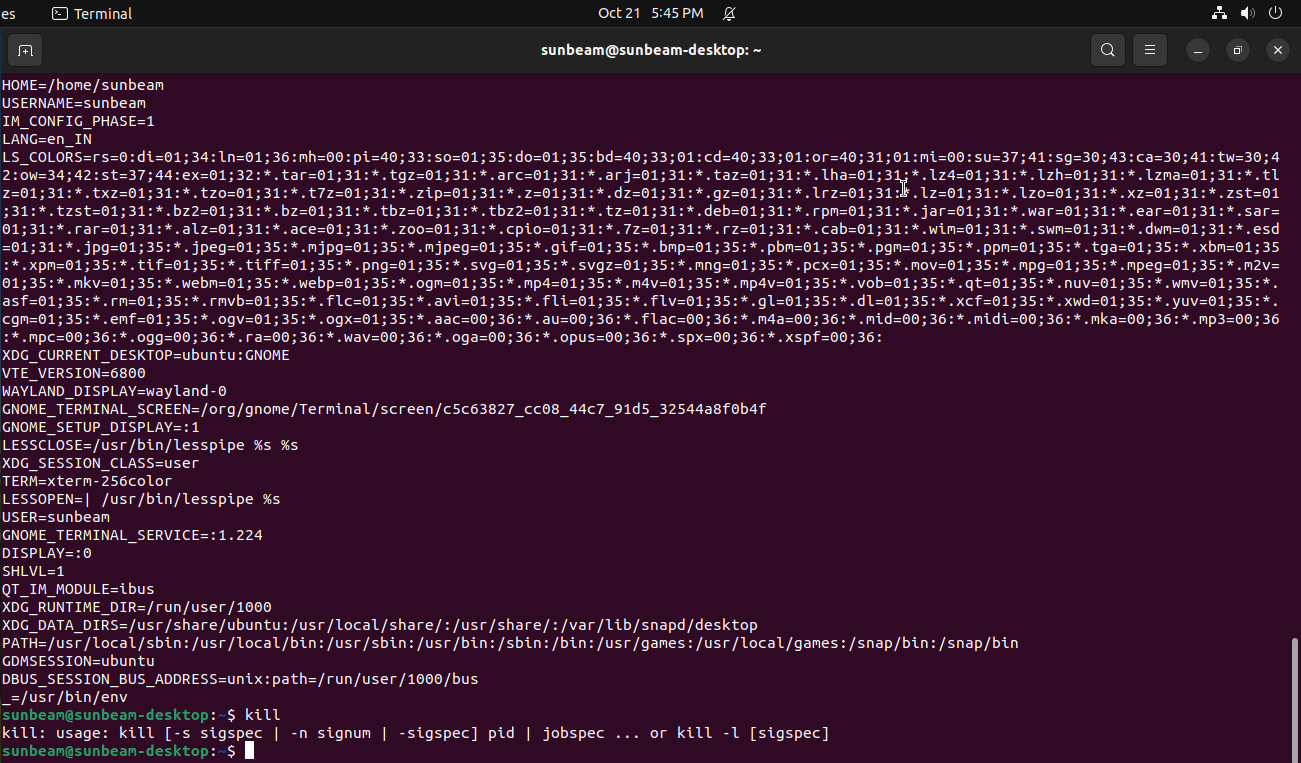 es Terminal Oct 21 5:45 PM
sunbeam@sunbeam-desktop: ~
HOME=/home/sunbeam
USERNAME=sunbeam
IM_CONFIG_PHASE=1
LANG=en_IN
LS_COLORS=rs=0:di=01;34:ln=01;36:mh=00:pi=40;33:so=01;35:do=01;35:bd=40;33;01:cd=40;33;01:or=40;31;01:mi=00:su=37;41:sg=30;43:ca=30;41:tw=30;4
2:ow=34;42:st=37;44:ex=01;32:*.tar=01;31:*.tgz=01;31:*.arc=01;31:*.arj=01;31:*.taz=01;31:*.lha=01;31:*.lz4=01;31:*.lzh=01;31:*.lzma=01;31:*.tl
z=01;31:*.txz=01;31:*.tzo=01;31:*.t7z=01;31:*.zip=01;31:*.z=01;31:*.dz=01;31:*.gz=01;31:*.lrz=01;31:*.lz=01;31:*.lzo=01;31:*.xz=01;31:*.zst=01
;31:*.tzst=01;31:*.bz2=01;31:*.bz=01;31:*.tbz=01;31:*.tbz2=01;31:*.tz=01;31:*.deb=01;31:*.rpm=01;31:*.jar=01;31:*.war=01;31:*.ear=01;31:*.sar=
01;31:*.rar=01;31:*.alz=01;31:*.ace=01;31:*.zoo=01;31:*.cpio=01;31:*.7z=01;31:*.rz=01;31:*.cab=01;31:*.wim=01;31:*.swm=01;31:*.dwm=01;31:*.esd
=01;31:*.jpg=01;35:*.jpeg=01;35:*.mjpg=01;35:*.mjpeg=01;35:*.gif=01;35:*.bmp=01;35:*.pbm=01;35:*.pgm=01;35:*.ppm=01;35:*.tga=01;35:*.xbm=01;35
:*.xpm=01;35:*.tif=01;35:*.tiff=01;35:*.png=01;35:*.svg=01;35:*.svgz=01;35:*.mng=01;35:*.pcx=01;35:*.mov=01;35:*.mpg=01;35:*.mpeg=01;35:*.m2v=
01;35:*.mkv=01;35:*.webm=01;35:*.webp=01;35:*.ogm=01;35:*.mp4=01;35:*.m4v=01;35:*.mp4v=01;35:*.vob=01;35:*.qt=01;35:*.nuv=01;35:*.wmv=01;35:*.
asf=01;35:*.rm=01;35:*.rmvb=01;35:*.flc=01;35:*.avi=01;35:*.fli=01;35:*.flv=01;35:*.gl=01;35:*.dl=01;35:*.xcf=01;35:*.xwd=01;35:*.yuv=01;35:*.
cgm=01;35:*.emf=01;35:*.ogv=01;35:*.ogx=01;35:*.aac=00;36:*.au=00;36:*.flac=00;36:*.m4a=00;36:*.mid=00;36:*.midi=00;36:*.mka=00;36:*.mp3=00;36
:*.mpc=00;36:*.ogg=00;36:*.ra=00;36:*.wav=00;36:*.oga=00;36:*.opus=00;36:*.spx=00;36:*.xspf=00;36:
XDG_CURRENT_DESKTOP=ubuntu:GNOME
VTE_VERSION=6800
WAYLAND_DISPLAY=wayland-0
GNOME_TERMINAL_SCREEN=/org/gnome/Terminal/screen/c5c63827_cc08_44c7_91d5_32544a8f0b4f
GNOME_SETUP_DISPLAY=:1
LESSCLOSE=/usr/bin/lesspipe %s %s
XDG_SESSION_CLASS=user
TERM=xterm-256color
LESSOPEN=| /usr/bin/lesspipe %s
USER=sunbeam
GNOME_TERMINAL_SERVICE=:1.224
DISPLAY=:0
SHLVL=1
QT_IM_MODULE=ibus
XDG_RUNTIME_DIR=/run/user/1000
XDG_DATA_DIRS=/usr/share/ubuntu:/usr/local/share/:/usr/share/:/var/lib/snapd/desktop
PATH=/usr/local/sbin:/usr/local/bin:/usr/sbin:/usr/bin:/sbin:/bin:/usr/games:/usr/local/games:/snap/bin:/snap/bin
GDMSESSION=ubuntu
DBUS_SESSION_BUS_ADDRESS=unix:path=/run/user/1000/bus
_=/usr/bin/env
sunbeam@sunbeam-desktop:~$ kill
kill: usage: kill [-s sigspec | -n signum | -sigspec] pid | jobspec ... or kill -l [sigspec]
sunbeam@sunbeam-desktop:~$